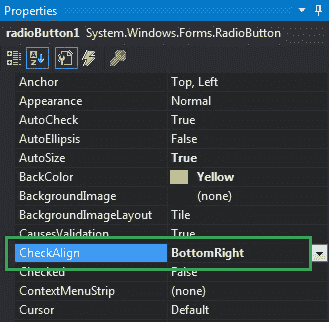 Properties
radioButton1 System.Windows.Forms.RadioButton
Anchor Top, Left
Appearance Normal
AutoCheck True
AutoEllipsis False
AutoSize True
BackColor Yellow
BackgroundImage (none)
BackgroundImageLayout Tile
CausesValidation True
CheckAlign BottomRight
Checked False
ContextMenuStrip (none)
Cursor Default